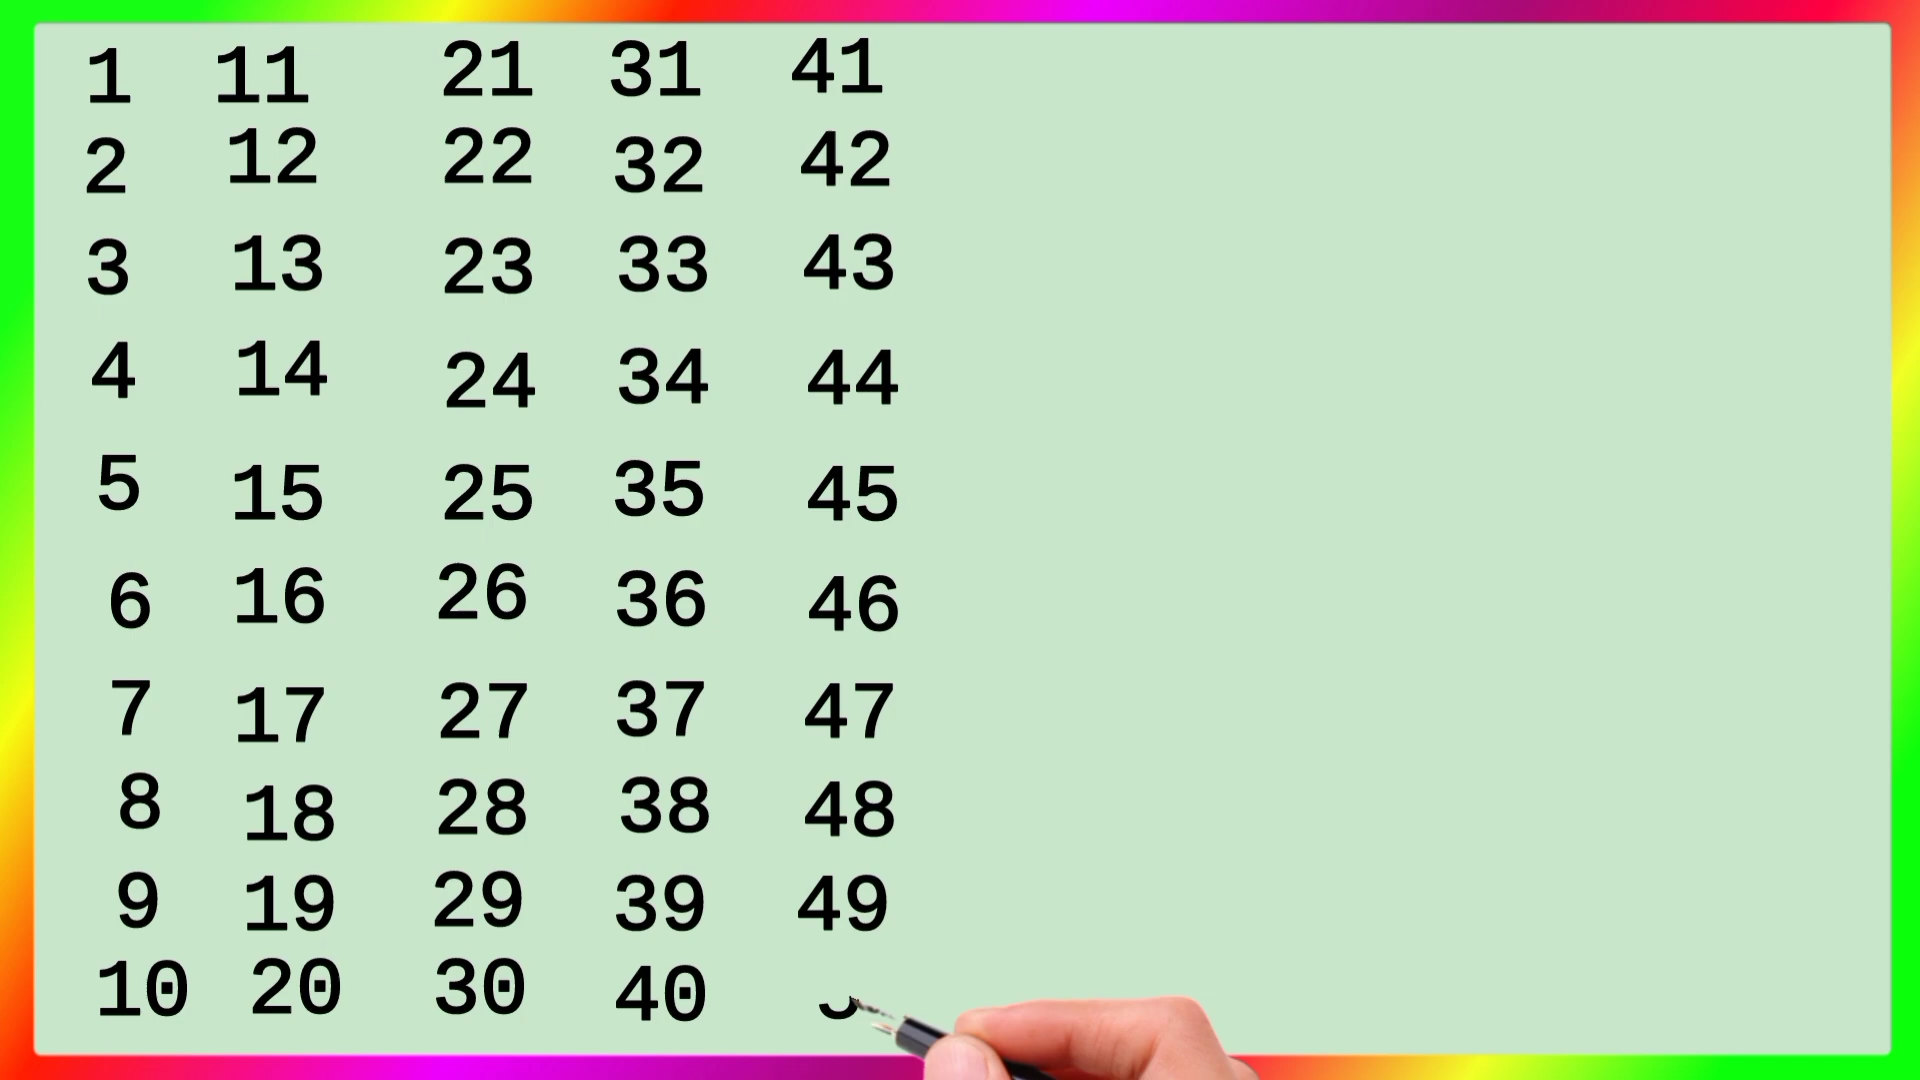 1 11 21 31 41
2 12 22 32 42
3 13 23 33 43
4 14 24 34 44
5 15 25 35 45
6 16 26 36 46
7 17 27 37 47
8 18 28 38 48
9 19 29 39 49
10 20 30 40